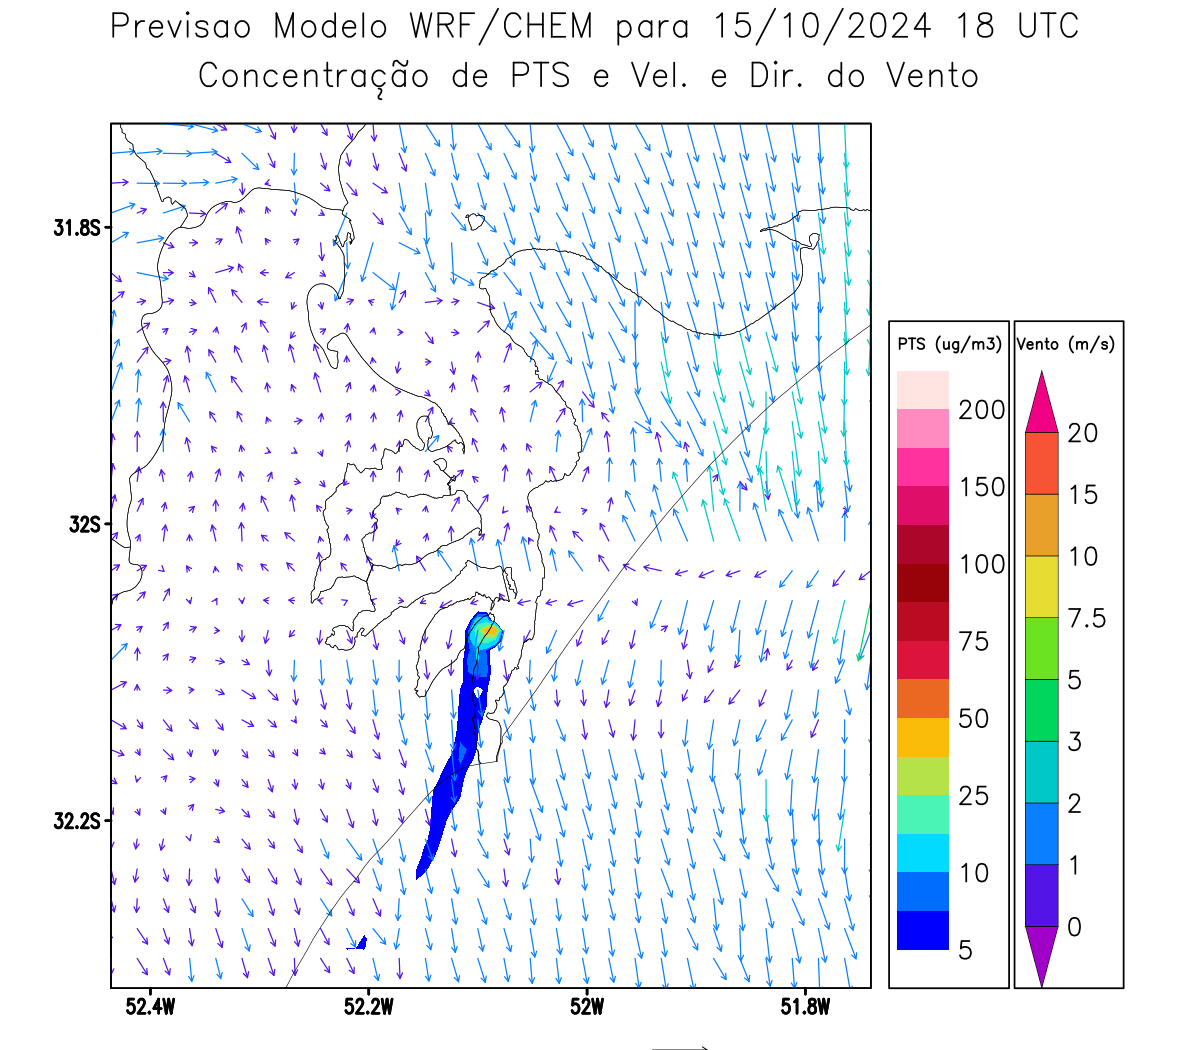 Previsao Modelo WRF/CHEM para 15/10/2024 18 UTC
Concentração de PTS e Vel. e Dir. do Vento
31.8S
32S
32.2S
52.4W
52.2W
52W
51.8W
PTS (ug/m3)
200
150
100
75
50
25
10
5
Vento (m/s)
20
15
10
7.5
5
3
2
1
0